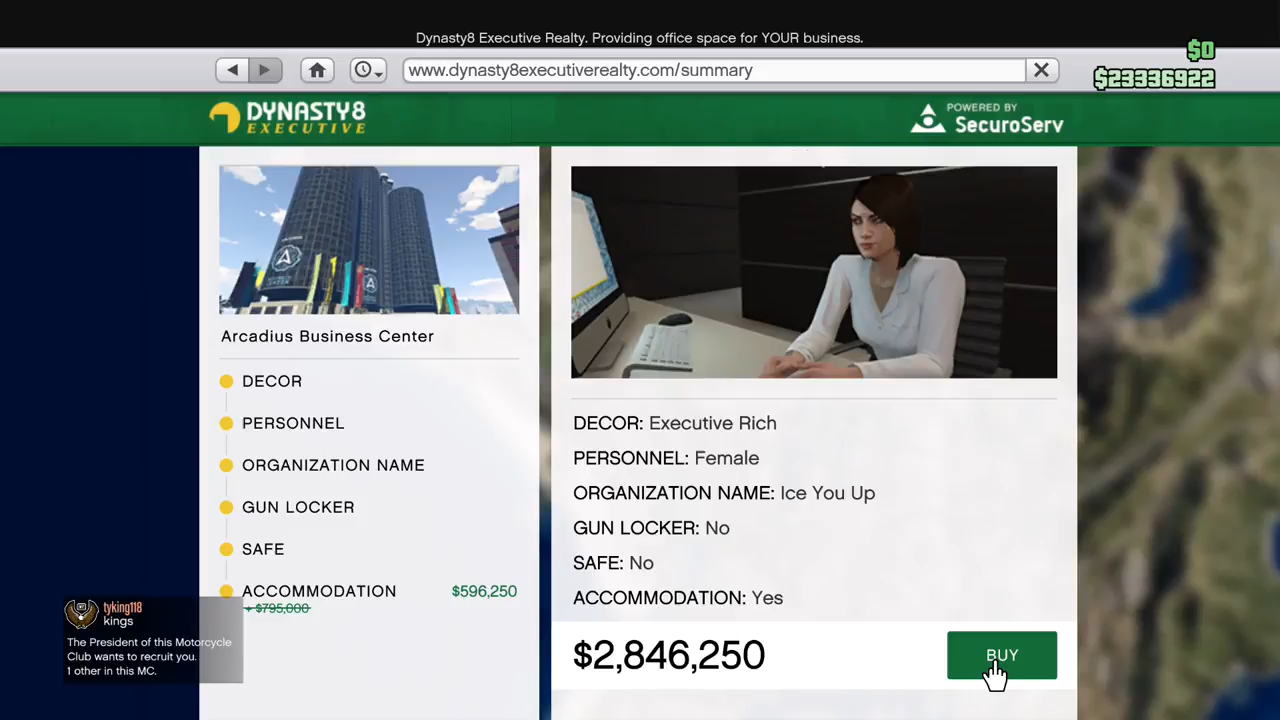 Dynasty8 Executive Realty. Providing office space for YOUR business.
$0
www.dynasty8executiverealty.com/summary
$23336922
DYNASTY8
EXECUTIVE
POWERED BY
SecuroServ
Arcadius Business Center
DECOR
PERSONNEL
ORGANIZATION NAME
GUN LOCKER
SAFE
ACCOMMODATION $596,250
+ $795,000
DECOR: Executive Rich
PERSONNEL: Female
ORGANIZATION NAME: Ice You Up
GUN LOCKER: No
SAFE: No
ACCOMMODATION: Yes
$2,846,250
BUY
tyking118
kings
The President of this Motorcycle
Club wants to recruit you.
1 other in this MC.